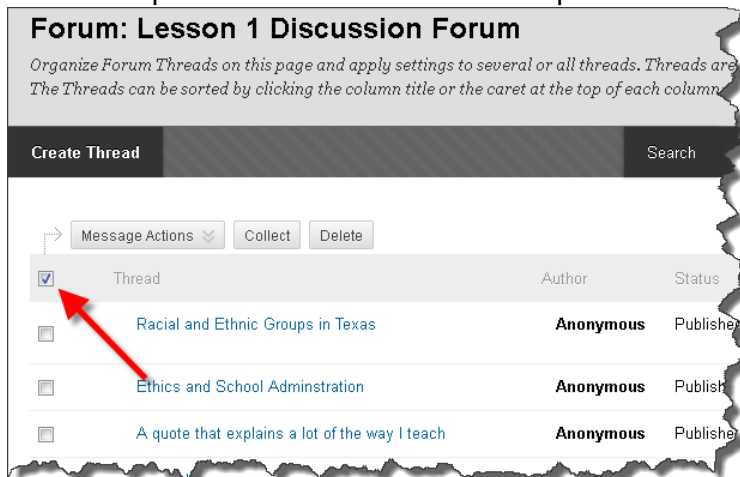 Forum: Lesson 1 Discussion Forum
Organize Forum Threads on this page and apply settings to several or all threads. Threads are
The Threads can be sorted by clicking the column title or the caret at the top of each column
Create Thread Search
Message Actions Collect Delete
Thread Author Status
Racial and Ethnic Groups in Texas Anonymous Publishe
Ethics and School Adminstration Anonymous Publish
A quote that explains a lot of the way I teach Anonymous Publishe